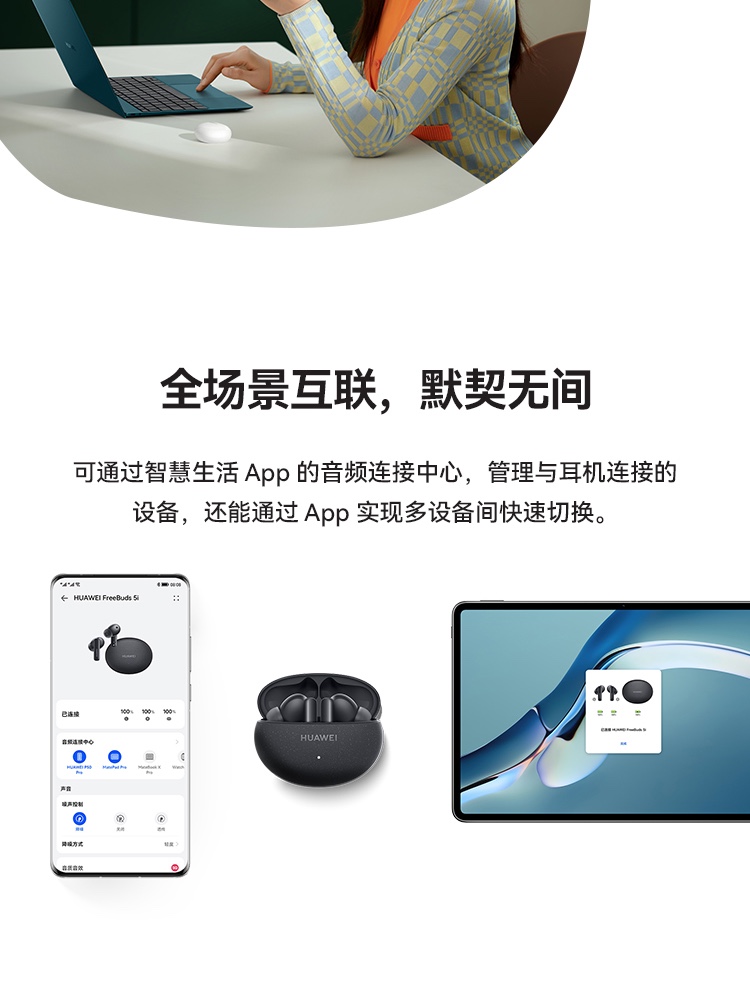 全场景互联，默契无间
可通过智慧生活 App 的音频连接中心，管理与耳机连接的
设备，还能通过 App 实现多设备间快速切换。
08:08
HUAWEI FreeBuds 5i
HUAWEI
已连接
100% 100% 100%
音频连接中心
HUAWEI P50 Pro
MatePad Pro
MateBook X Pro
Watch
声音
噪声控制
降噪 关闭 透传
降噪方式 轻度
音质音效
HUAWEI
已连接 HUAWEI FreeBuds 5i